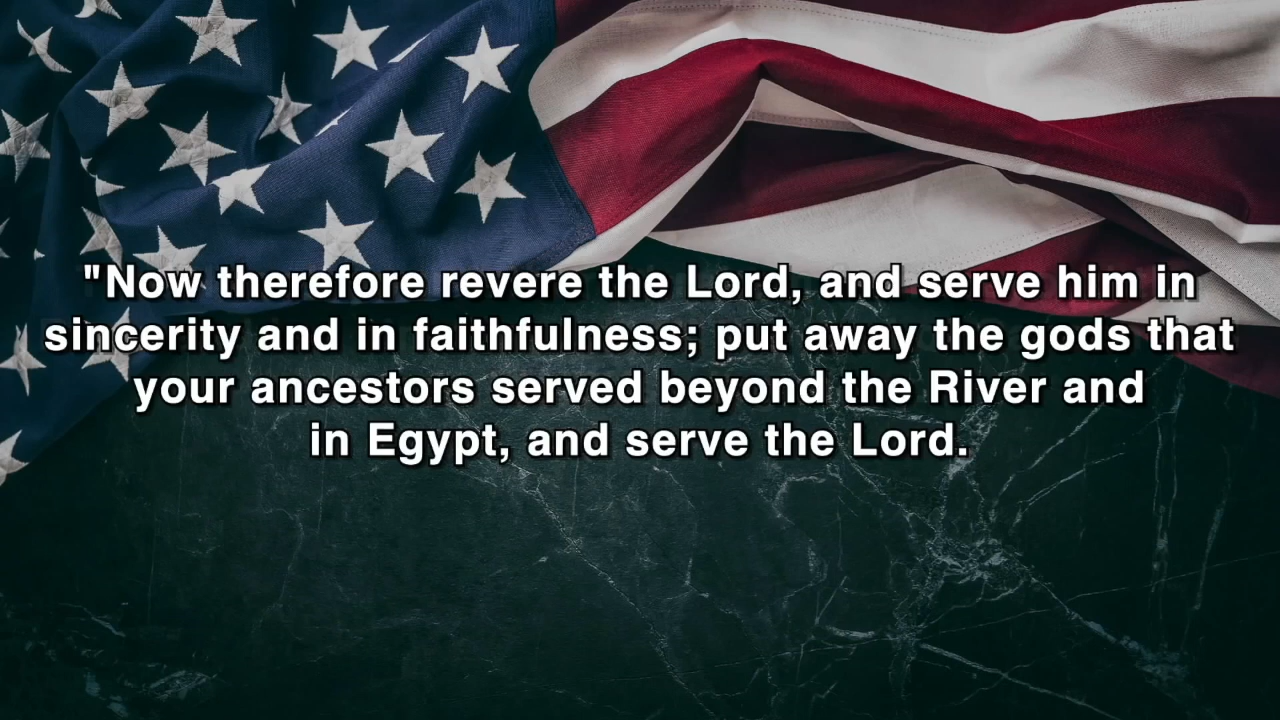 "Now therefore revere the Lord, and serve him in
sincerity and in faithfulness; put away the gods that
your ancestors served beyond the River and
in Egypt, and serve the Lord.